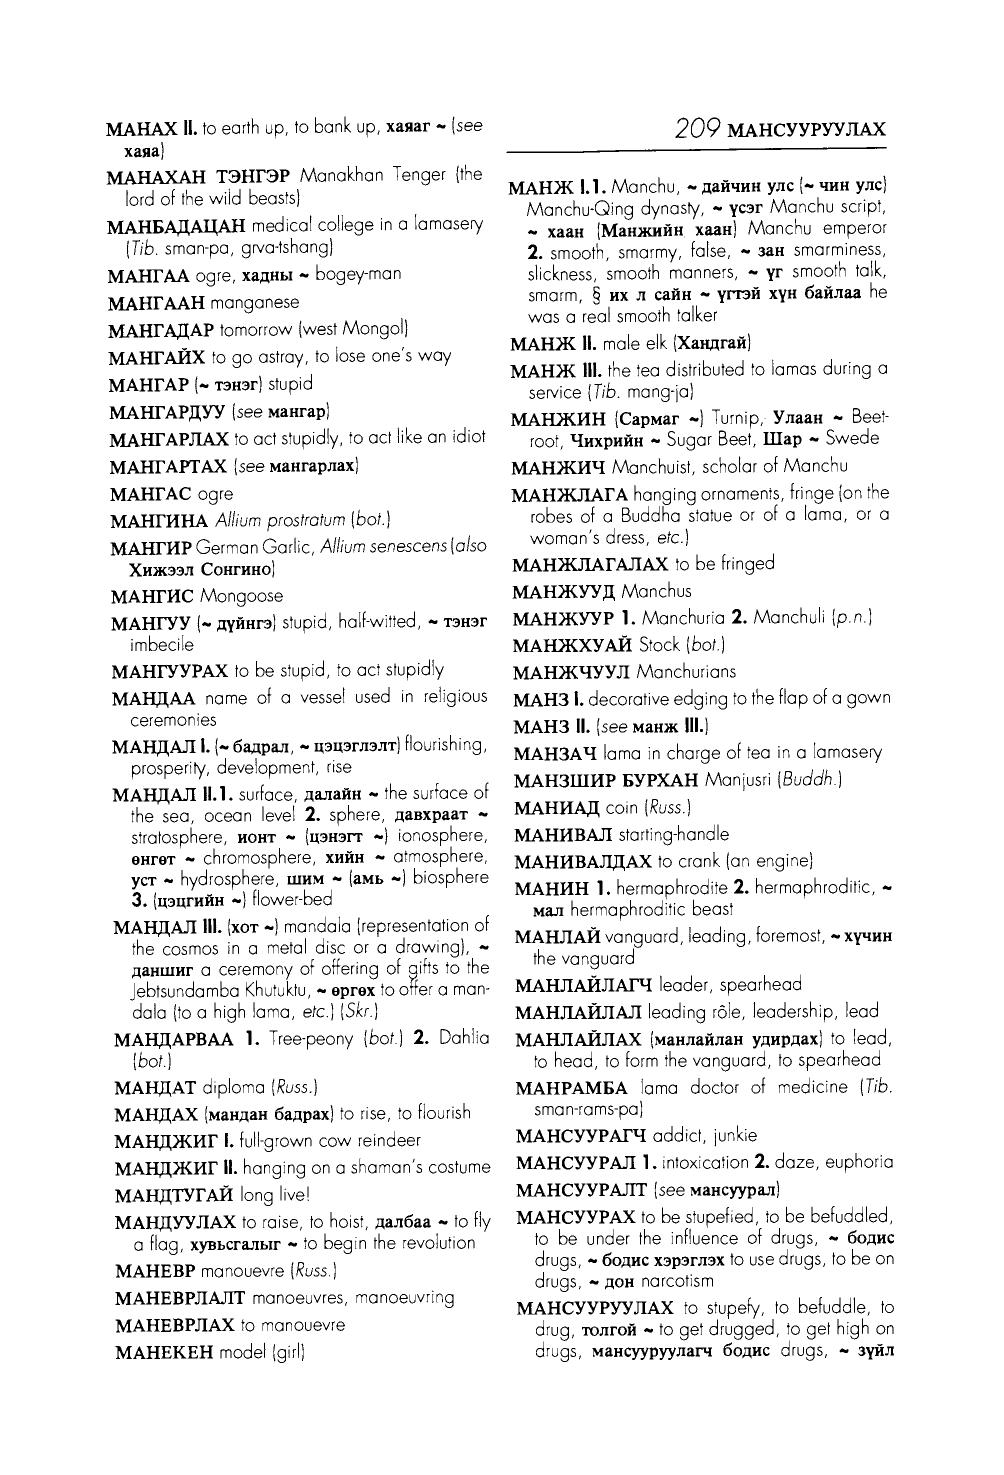 МАНАХ II. to earth up, to bank up, хаяаг ~ (see
хаяа)
МАНАХАН ТЭНГЭР Manakhan Tenger (the
lord of the wild beasts)
МАНБАДАЦАН medical college in a lamasery
(Tib. sman-pa, grva-tshang)
МАНГАА ogre, хадны ~ bogey-man
МАНГААН manganese
МАНГАДАР tomorrow (west Mongol)
МАНГАЙХ to go astray, to lose one's way
МАНГАР (~ тэнэг) stupid
МАНГАРДУУ (see мангар)
МАНГАРЛАХ to act stupidly, to act like an idiot
МАНГАРТАХ (see мангарлах)
МАНГАС ogre
МАНГИНА Allium prostratum (bot.)
МАНГИР German Garlic, Allium senescens (also
Хижээл Сонгино)
МАНГИС Mongoose
МАНГУУ (~ дүйнгэ) stupid, half-witted, ~ тэнэг
imbecile
МАНГУУРАХ to be stupid, to act stupidly
МАНДАА name of a vessel used in religious
ceremonies
МАНДАЛ I. (~ бадрал, ~ цэцэглэлт) flourishing,
prosperity, development, rise
МАНДАЛ II.1. surface, далайн ~ the surface of
the sea, ocean level 2. sphere, давхраат ~
stratosphere, ионт ~ (цэнэгт ~) ionosphere,
өнгөт ~ chromosphere, хийн ~ atmosphere,
уст ~ hydrosphere, шим ~ (амь ~) biosphere
3. (цэцгийн ~) flower-bed
МАНДАЛ III. (хот ~) mandala (representation of
the cosmos in a metal disc or a drawing), ~
даншиг a ceremony of offering of gifts to the
Jebtsundamba Khutuktu, ~ өргөх to offer a man-
dala (to a high lama, etc.) (Skr.)
МАНДАРВАА 1. Tree-peony (bot.) 2. Dahlia
(bot.)
МАНДАТ diploma (Russ.)
МАНДАХ (мандан бадрах) to rise, to flourish
МАНДЖИГ I. full-grown cow reindeer
МАНДЖИГ II. hanging on a shaman's costume
МАНДТУГАЙ long live!
МАНДУУЛАХ to raise, to hoist, далбаа ~ to fly
a flag, хувьсгалыг ~ to begin the revolution
МАНЕВР manouevre (Russ.)
МАНЕВРЛАЛТ manoeuvres, manoeuvring
МАНЕВРЛАХ to manouevre
МАНЕКЕН model (girl)
209 МАНСУУРУУЛАХ
МАНЖ I.1. Manchu, ~ дайчин улс (~ чин улс)
Manchu-Qing dynasty, ~ үсэг Manchu script,
~ хаан (Манжийн хаан) Manchu emperor
2. smooth, smarmy, false, ~ зан smarminess,
slickness, smooth manners, ~ үг smooth talk,
smarm, § их л сайн ~ үгтэй хүн байлаа he
was a real smooth talker
МАНЖ II. male elk (Хандгай)
МАНЖ III. the tea distributed to lamas during a
service (Tib. mang-ja)
МАНЖИН (Сармаг ~) Turnip, Улаан ~ Beet-
root, Чихрийн ~ Sugar Beet, Шар ~ Swede
МАНЖИЧ Manchuist, scholar of Manchu
МАНЖЛАГА hanging ornaments, fringe (on the
robes of a Buddha statue or of a lama, or a
woman's dress, etc.)
МАНЖЛАГАЛАХ to be fringed
МАНЖУУД Manchus
МАНЖУУР 1. Manchuria 2. Manchuli (p.n.)
МАНЖХУАЙ Stock (bot.)
МАНЖЧУУЛ Manchurians
МАНЗ I. decorative edging to the flap of a gown
МАНЗ II. (see манж III.)
МАНЗАЧ lama in charge of tea in a lamasery
МАНЗШИР БУРХАН Manjusri (Buddh.)
МАНИАД coin (Russ.)
МАНИВАЛ starting-handle
МАНИВАЛДАХ to crank (an engine)
МАНИН 1. hermaphrodite 2. hermaphroditic, ~
мал hermaphroditic beast
МАНЛАЙ vanguard, leading, foremost, ~ хүчин
the vanguard
МАНЛАЙЛАГЧ leader, spearhead
МАНЛАЙЛАЛ leading rôle, leadership, lead
МАНЛАЙЛАХ (манлайлан удирдах) to lead,
to head, to form the vanguard, to spearhead
МАНРАМБА lama doctor of medicine (Tib.
sman-rams-pa)
МАНСУУРАГЧ addict, junkie
МАНСУУРАЛ 1. intoxication 2. daze, euphoria
МАНСУУРАЛТ (see мансуурал)
МАНСУУРАХ to be stupefied, to be befuddled,
to be under the influence of drugs, ~ бодис
drugs, ~ бодис хэрэглэх to use drugs, to be on
drugs, ~ дон narcotism
МАНСУУРУУЛАХ to stupefy, to befuddle, to
drug, толгой ~ to get drugged, to get high on
drugs, мансууруулагч бодис drugs, ~ зүйл